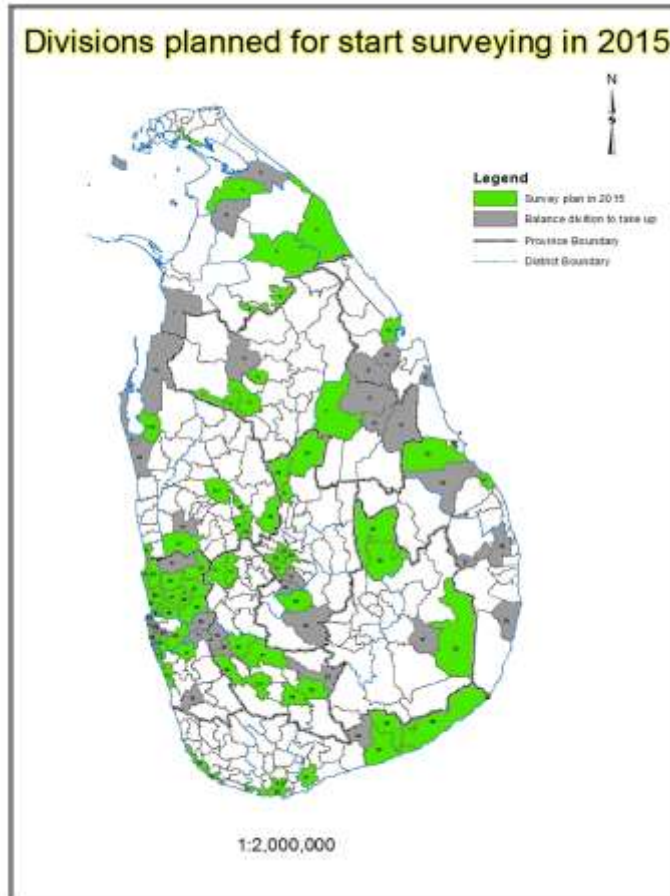 Divisions planned for start surveying in 2015
N
Legend
Survey plan in 2015
Balance divition to take up
Province Boundary
District Boundary
1:2,000,000